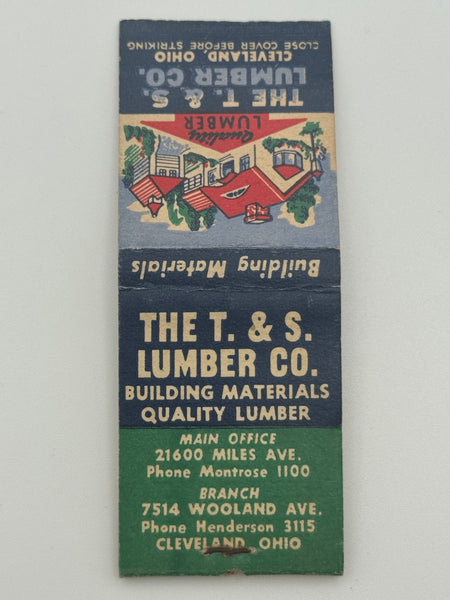 THE T. & S.
LUMBER CO.
CLEVELAND, OHIO
CLOSE COVER BEFORE STRIKING
Quality
LUMBER
Building Materials
THE T. & S.
LUMBER CO.
BUILDING MATERIALS
QUALITY LUMBER
MAIN OFFICE
21600 MILES AVE.
Phone Montrose 1100
BRANCH
7514 WOOLAND AVE.
Phone Henderson 3115
CLEVELAND, OHIO